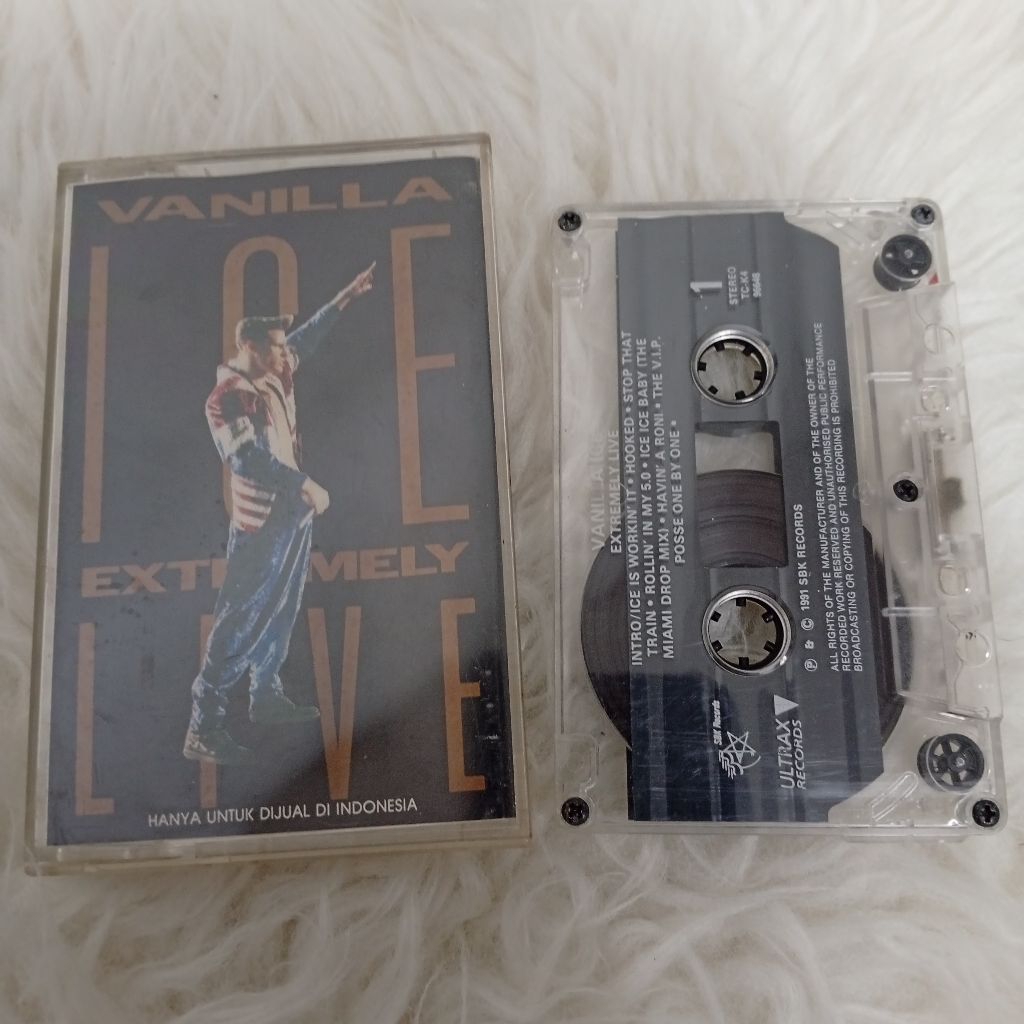 VANILLA
ICE
EXTREMELY
LIVE
HANYA UNTUK DIJUAL DI INDONESIA
1
STEREO
TC-K4
96648
VANILLA ICE
EXTREMELY LIVE
INTRO/ICE IS WORKIN' IT • HOOKED • STOP THAT
TRAIN • ROLLIN' IN MY 5.0 • ICE ICE BABY (THE
MIAMI DROP MIX) • HAVIN' A RONI • THE V.I.P.
POSSE ONE BY ONE •
℗ & © 1991 SBK RECORDS
ALL RIGHTS OF THE MANUFACTURER AND OF THE OWNER OF THE
RECORDED WORK RESERVED AND UNAUTHORISED PUBLIC PERFORMANCE
BROADCASTING OR COPYING OF THIS RECORDING IS PROHIBITED
SBK Records
ULTRAX
RECORDS